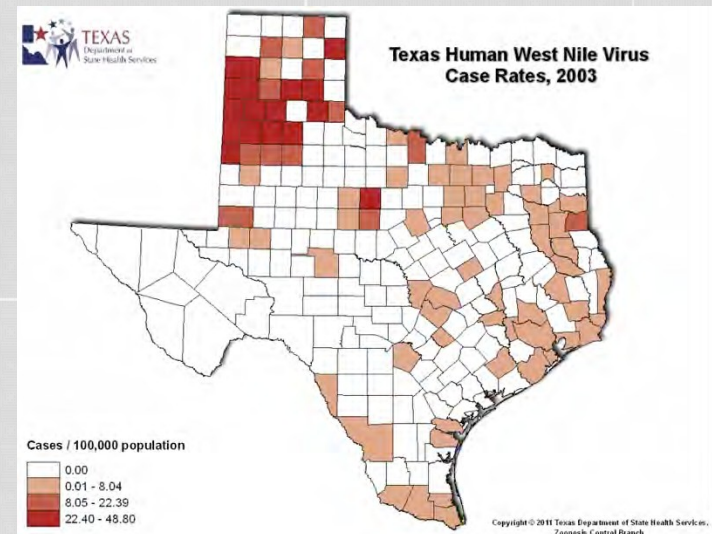 TEXAS
Department of
State Health Services
Texas Human West Nile Virus
Case Rates, 2003
Cases / 100,000 population
0.00
0.01 - 8.04
8.05 - 22.39
22.40 - 48.80
Copyright © 2011 Texas Department of State Health Services,
Zoonosis Control Branch